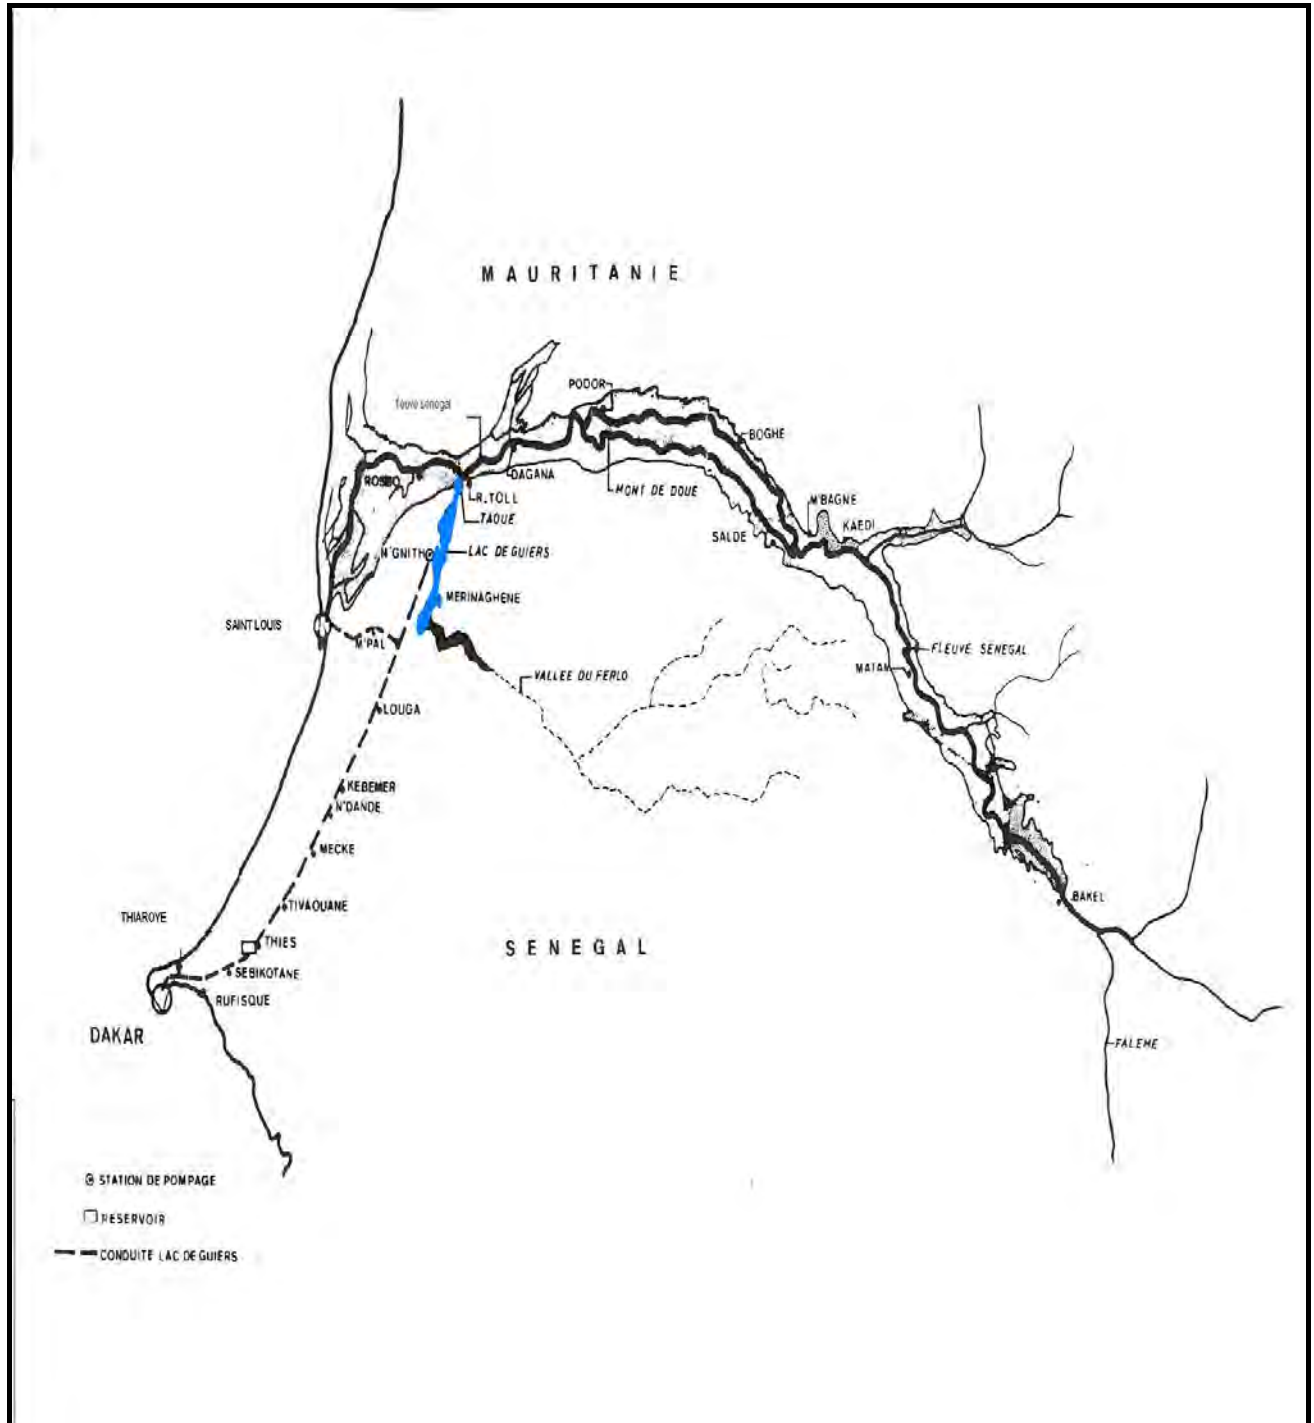 MAURITANIE
PODOR
fleuve senegal
BOGHE
ROSSO
DAGANA
R.TOLL
MONT DE DOUE
M'BAGNE
TAOUE
KAEDI
SALDE
N'GNITH
LAC DE GUIERS
MERINAGHENE
SAINT LOUIS
M'PAL
FLEUVE SENEGAL
MATAM
VALLEE DU FERLO
LOUGA
KEBEMER
N'DANDE
MECKE
BAKEL
TIVAOUANE
THIAROYE
THIES
SENEGAL
SEBIKOTANE
RUFISQUE
DAKAR
FALEME
STATION DE POMPAGE
RESERVOIR
CONDUITE LAC DE GUIERS